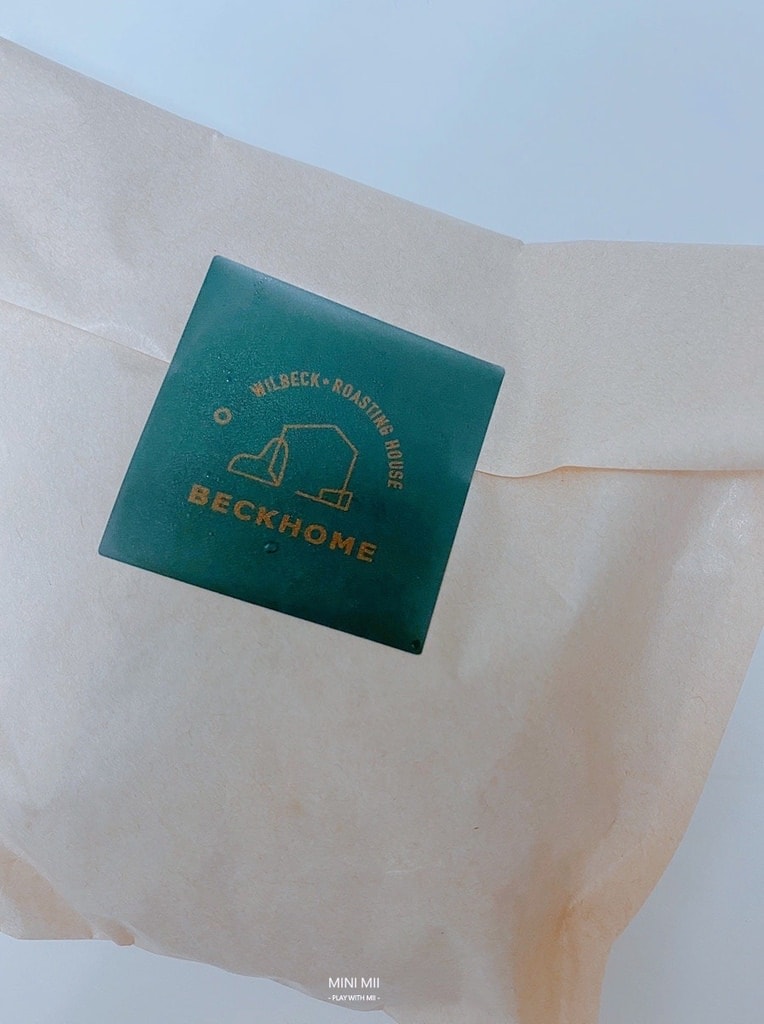 WILBECK • ROASTING HOUSE
BECKHOME
MINI MII
- PLAY WITH MII -